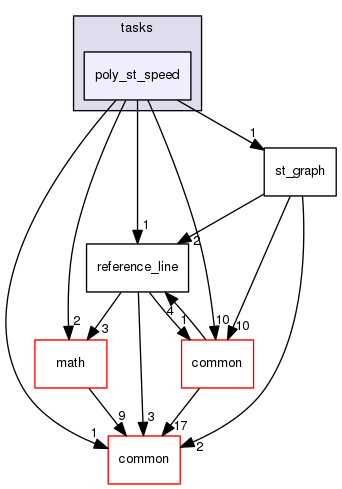 tasks
poly_st_speed
1
st_graph
1
2
reference_line
4
1
10
10
2
3
math
common
9
3
17
1
2
common